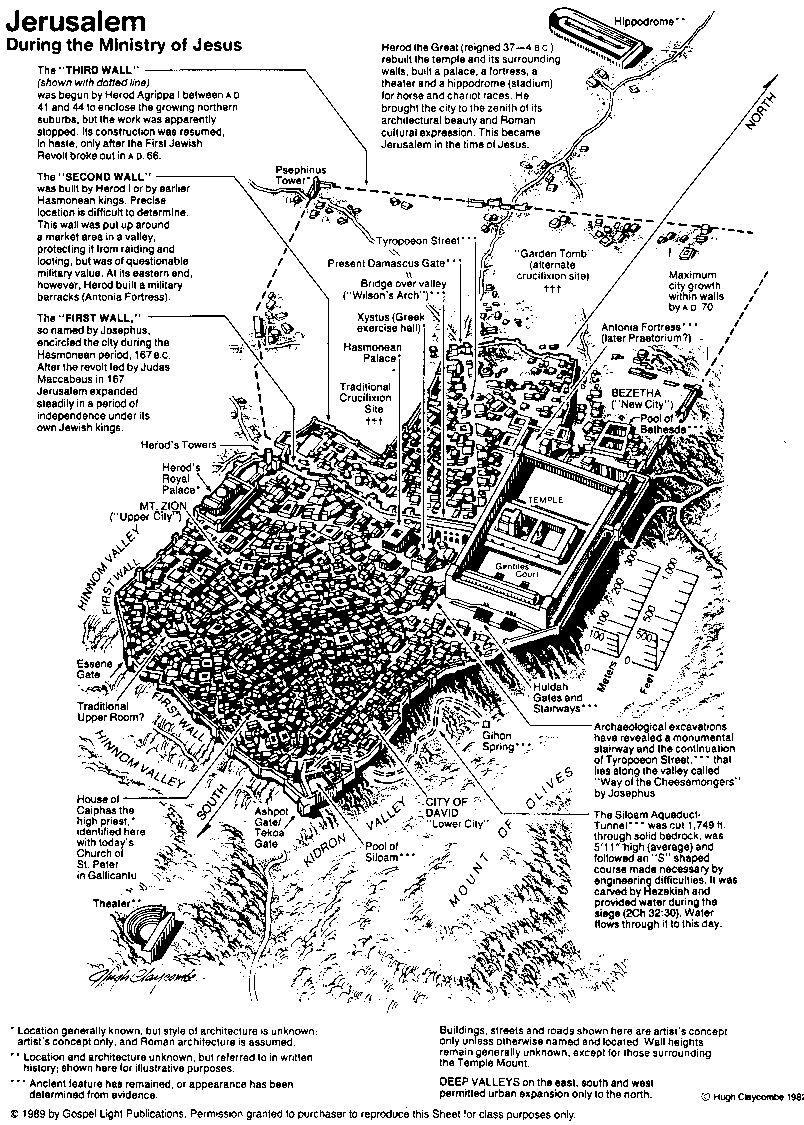 Jerusalem
During the Ministry of Jesus
The "THIRD WALL"
(shown with dotted line)
was begun by Herod Agrippa I between A D
41 and 44 to enclose the growing northern
suburbs, but the work was apparently
stopped. Its construction was resumed,
in haste, only after the First Jewish
Revolt broke out in A D. 66.
The "SECOND WALL"
was built by Herod I or by earlier
Hasmonean kings. Precise
location is difficult to determine.
This wall was put up around
a market area in a valley,
protecting it from raiding and
looting, but was of questionable
military value. At its eastern end,
however, Herod built a military
barracks (Antonia Fortress).
The "FIRST WALL,"
so named by Josephus,
encircled the city during the
Hasmonean period, 167 B.C.
After the revolt led by Judas
Maccabeus in 167
Jerusalem expanded
steadily in a period of
independence under its
own Jewish kings.
Herod the Great (reigned 37—4 B C )
rebuilt the temple and its surrounding
walls, built a palace, a fortress, a
theater and a hippodrome (stadium)
for horse and chariot races. He
brought the city to the zenith of its
architectural beauty and Roman
cultural expression. This became
Jerusalem in the time of Jesus.
Hippodrome**
NORTH
Psephinus
Tower*
Tyropoeon Street***
Present Damascus Gate***
Bridge over valley
("Wilson's Arch")***
Xystus (Greek
exercise hall)
Hasmonean
Palace
Traditional
Crucifixion
Site
†††
"Garden Tomb"
(alternate
crucifixion site)
†††
Maximum
city growth
within walls
by A D 70
Antonia Fortress***
(later Praetorium?)
BEZETHA
("New City")
Pool of
Bethesda***
Herod's Towers
Herod's
Royal
Palace*
MT. ZION
("Upper City")
TEMPLE
Gentiles
Court
HINNOM VALLEY
FIRST WALL
Essene
Gate
Traditional
Upper Room?
FIRST WALL
HINNOM VALLEY
House of
Caiphas the
high priest,*
identified here
with today's
Church of
St. Peter
in Gallicantu
SOUTH
Ashpot
Gate/
Tekoa
Gate
KIDRON VALLEY
Pool of
Siloam***
CITY OF
DAVID
"Lower City"
MOUNT OF OLIVES
Gihon
Spring***
Huldah
Gates and
Stairways***
0 100 100 200 300
Meters
0 500 500 1,000
Feet
Archaeological excavations
have revealed a monumental
stairway and the continuation
of Tyropoeon Street,*** that
lies along the valley called
"Way of the Cheesemongers"
by Josephus
The Siloam Aqueduct-
Tunnel*** was cut 1,749 ft.
through solid bedrock, was
5'11" high (average) and
followed an "S" shaped
course made necessary by
engineering difficulties. It was
carved by Hezekiah and
provided water during the
siege (2Ch 32:30). Water
flows through it to this day.
Theater**
Hugh Claycombe
* Location generally known, but style of architecture is unknown;
artist's concept only, and Roman architecture is assumed.
** Location and architecture unknown, but referred to in written
history; shown here for illustrative purposes.
*** Ancient feature has remained, or appearance has been
determined from evidence.
Buildings, streets and roads shown here are artist's concept
only unless otherwise named and located. Wall heights
remain generally unknown, except for those surrounding
the Temple Mount.
DEEP VALLEYS on the east, south and west
permitted urban expansion only to the north.
© Hugh Claycombe 198
© 1989 by Gospel Light Publications. Permission granted to purchaser to reproduce this Sheet for class purposes only.